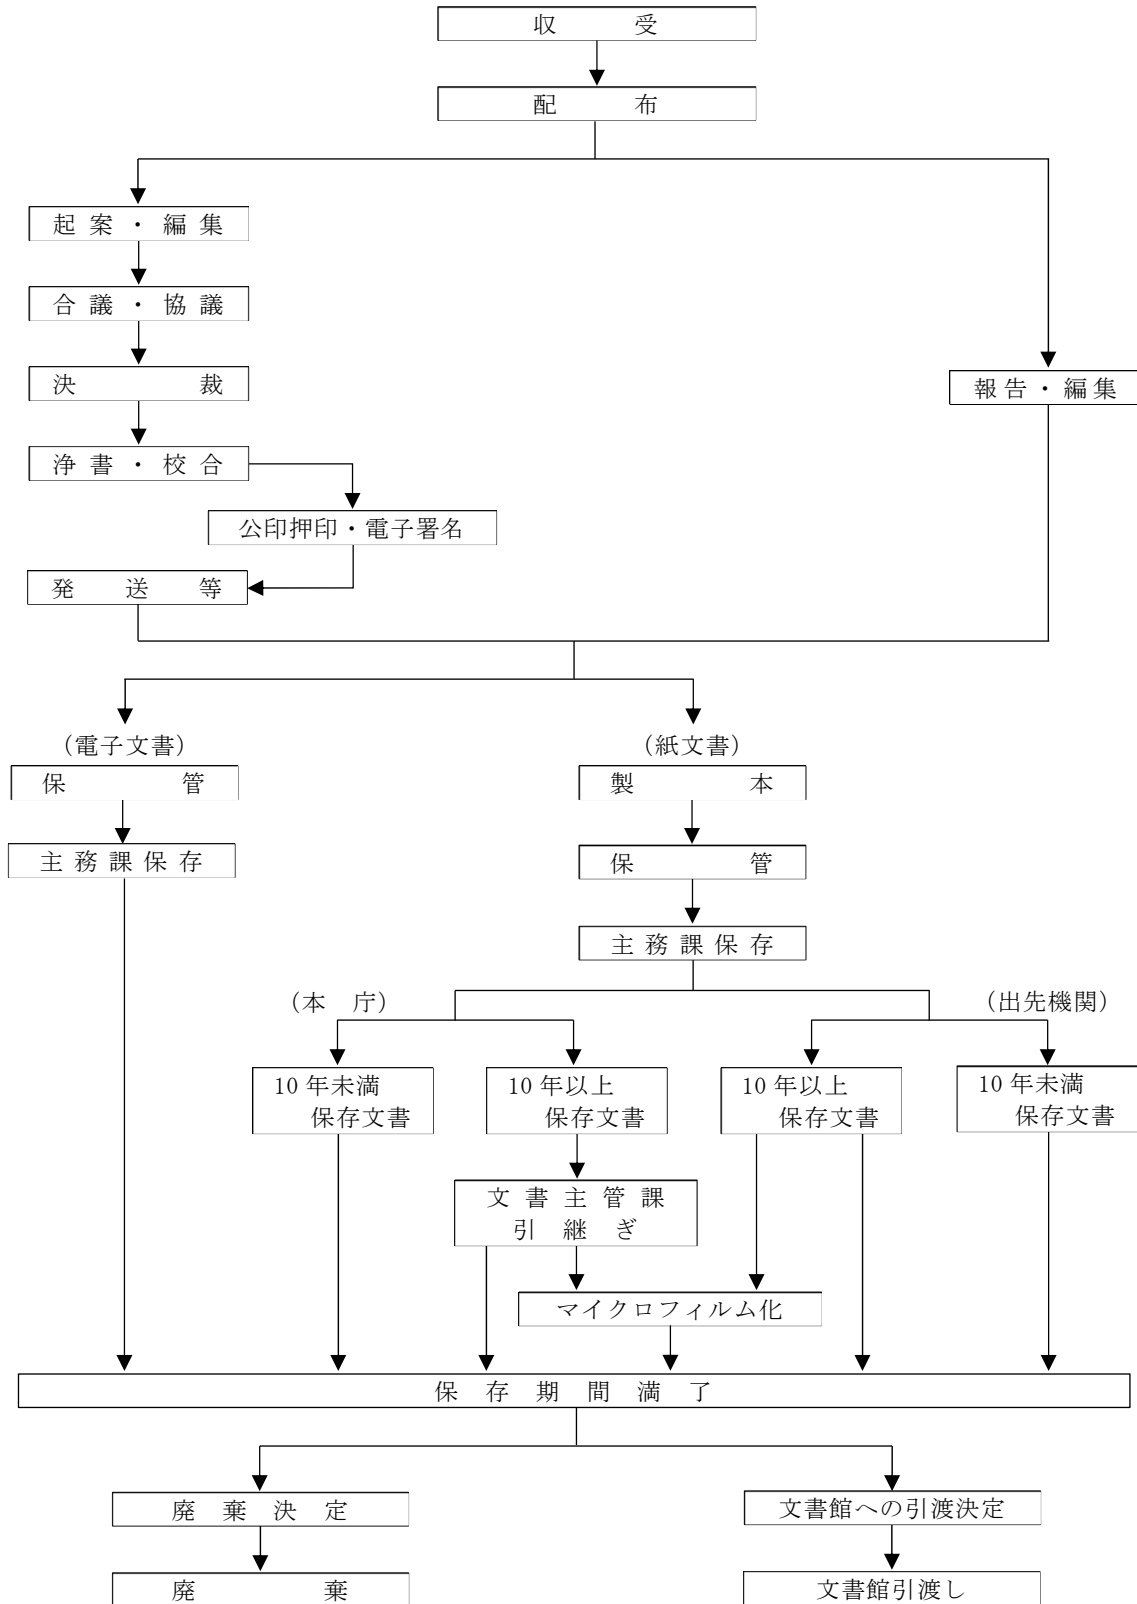 収受
配布
起案・編集
合議・協議
決裁
報告・編集
浄書・校合
公印押印・電子署名
発送等
（電子文書）
（紙文書）
保管
製本
主務課保存
保管
主務課保存
（本庁）
（出先機関）
10年未満
保存文書
10年以上
保存文書
10年以上
保存文書
10年未満
保存文書
文書主管課
引継ぎ
マイクロフィルム化
保存期間満了
廃棄決定
文書館への引渡決定
廃棄
文書館引渡し